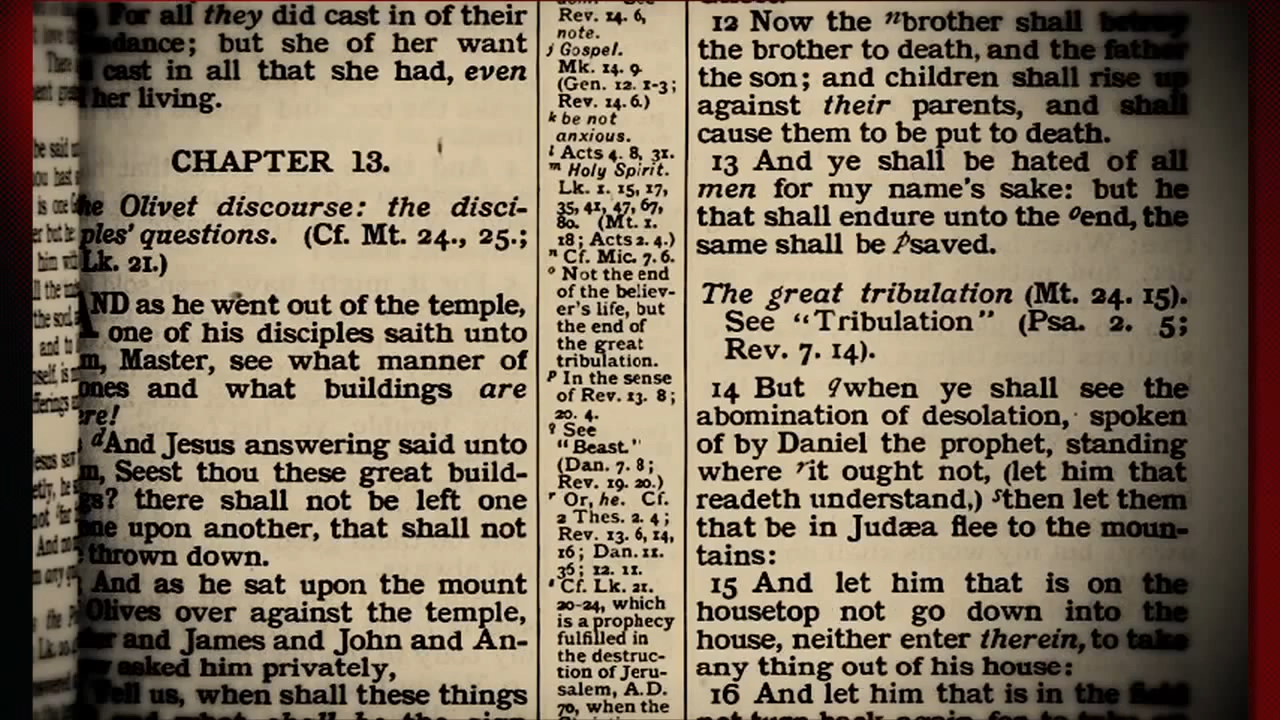 For all they did cast in of their
but she of her want
cast in all that she had, even
her living.
CHAPTER 13.
Olivet discourse: the disci-
ples' questions. (Cf. Mt. 24., 25.;
Lk. 21.)
AND as he went out of the temple,
one of his disciples saith unto
Master, see what manner of
and what buildings are
dAnd Jesus answering said unto
Seest thou these great build-
there shall not be left one
upon another, that shall not
thrown down.
And as he sat upon the mount
Olives over against the temple,
and James and John and An-
asked him privately,
us, when shall these things
Rev. 14. 6,
note.
j Gospel.
Mk. 14. 9
(Gen. 12. 1-3;
Rev. 14. 6.)
k be not
anxious.
l Acts 4. 8, 31.
m Holy Spirit.
Lk. 1. 15, 17,
35, 41, 47, 67,
80. (Mt. 1.
18; Acts 2. 4.)
n Cf. Mic. 7. 6.
o Not the end
of the believ-
er's life, but
the end of
the great
tribulation.
p In the sense
of Rev. 13. 8;
20. 4.
q See
"Beast."
(Dan. 7. 8;
Rev. 19. 20.)
r Or, he. Cf.
2 Thes. 2. 4;
Rev. 13. 6, 14,
16; Dan. 11.
36; 12. 11.
s Cf. Lk. 21.
20-24, which
is a prophecy
fulfilled in
the destruc-
tion of Jeru-
salem, A.D.
70, when the
12 Now the nbrother shall
the brother to death, and the father
the son; and children shall rise up
against their parents, and shall
cause them to be put to death.
13 And ye shall be hated of all
men for my name's sake: but he
that shall endure unto the oend, the
same shall be psaved.
The great tribulation (Mt. 24. 15).
See "Tribulation" (Psa. 2. 5;
Rev. 7. 14).
14 But qwhen ye shall see the
abomination of desolation, spoken
of by Daniel the prophet, standing
where rit ought not, (let him that
readeth understand,) sthen let them
that be in Judæa flee to the moun-
tains:
15 And let him that is on the
housetop not go down into the
house, neither enter therein, to take
any thing out of his house:
16 And let him that is in the